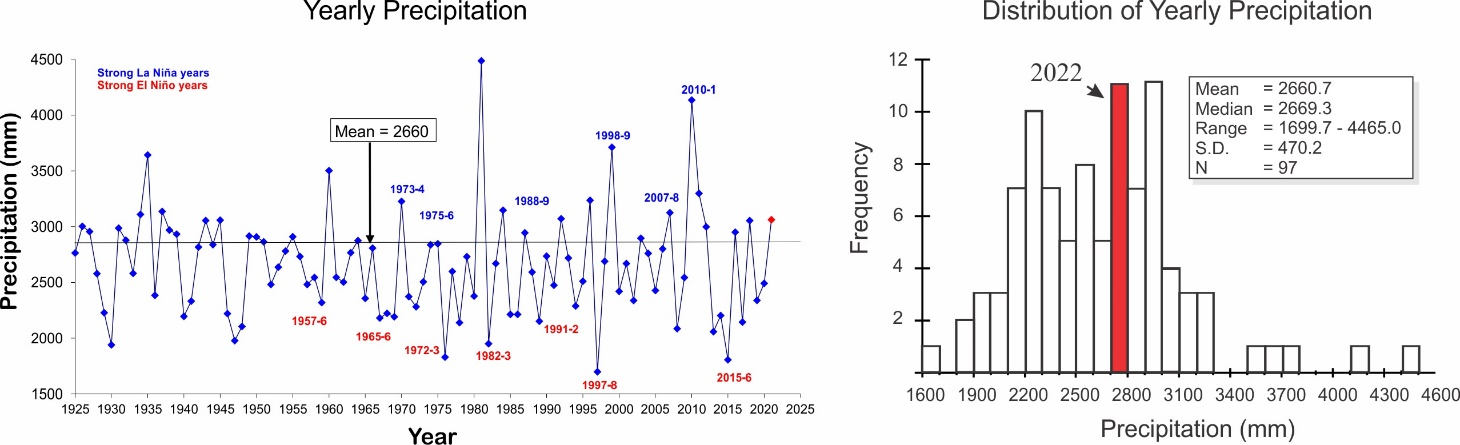 Yearly Precipitation
Precipitation (mm)
4500
4000
3500
3000
2500
2000
1500
Strong La Niña years
Strong El Niño years
Mean = 2660
1957-6
1965-6
1973-4
1975-6
1972-3
1982-3
1988-9
1991-2
1998-9
1997-8
2007-8
2010-1
2015-6
1925 1930 1935 1940 1945 1950 1955 1960 1965 1970 1975 1980 1985 1990 1995 2000 2005 2010 2015 2020 2025
Year
Distribution of Yearly Precipitation
Frequency
12
10
8
6
4
2
2022
Mean = 2660.7
Median = 2669.3
Range = 1699.7 - 4465.0
S.D. = 470.2
N = 97
1600 1900 2200 2500 2800 3100 3400 3700 4000 4300 4600
Precipitation (mm)